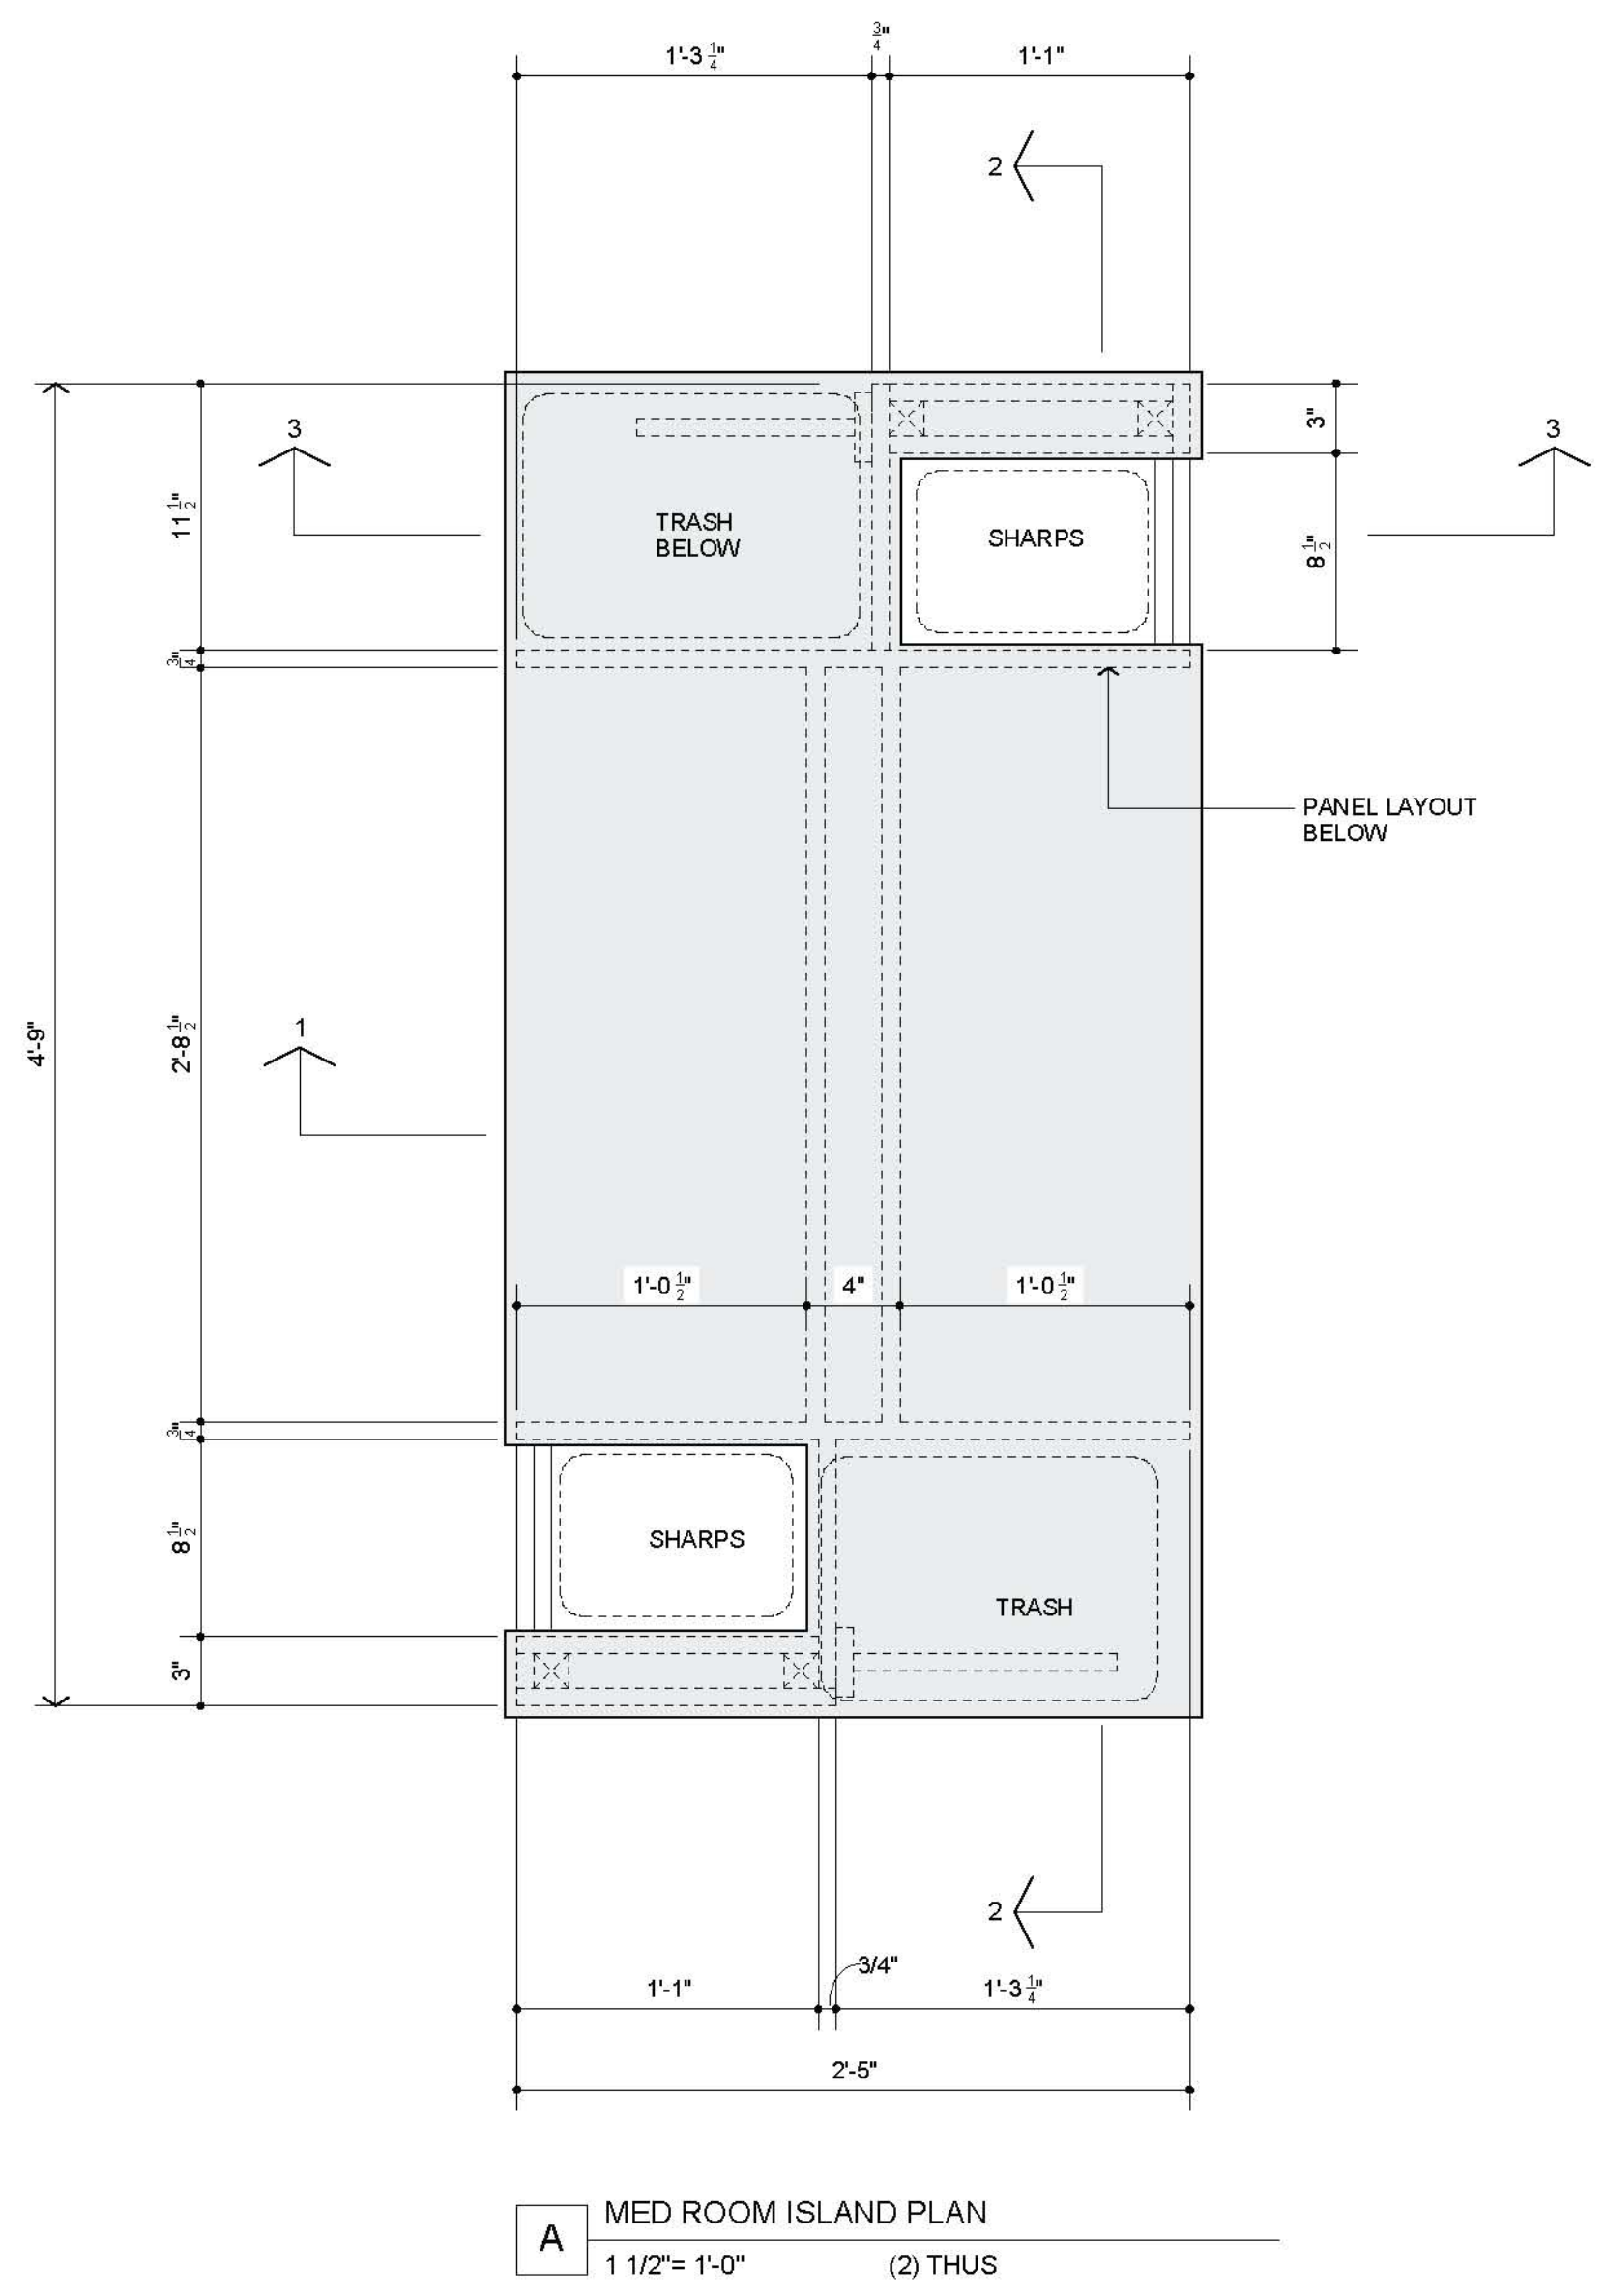 3/4"
1'-3 1/4"
1'-1"
2
3
3
3"
11 1/2"
TRASH
BELOW
SHARPS
8 1/2"
3/4"
PANEL LAYOUT
BELOW
1
4'-9"
2'-8 1/2"
1'-0 1/2"
4"
1'-0 1/2"
3/4"
8 1/2"
SHARPS
TRASH
3"
2
3/4"
1'-1"
1'-3 1/4"
2'-5"
A
MED ROOM ISLAND PLAN
1 1/2"= 1'-0"
(2) THUS